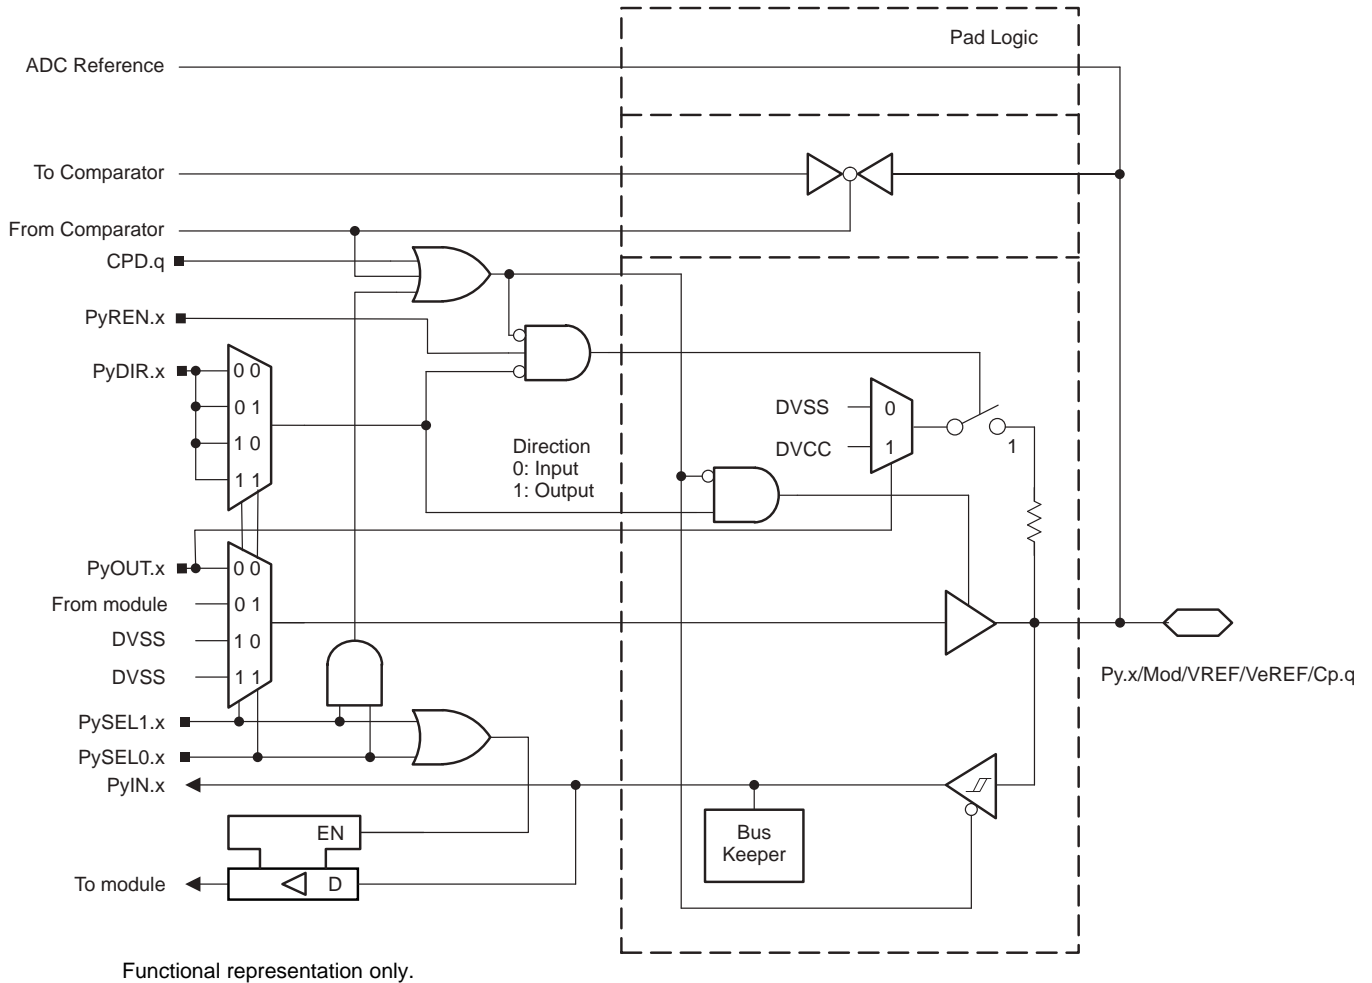 Pad Logic
ADC Reference
To Comparator
From Comparator
CPD.q
PyREN.x
PyDIR.x
0 0
0 1
1 0
1 1
Direction
0: Input
1: Output
DVSS
0
DVCC
1
1
PyOUT.x
0 0
From module
0 1
DVSS
1 0
DVSS
1 1
Py.x/Mod/VREF/VeREF/Cp.q
PySEL1.x
PySEL0.x
PyIN.x
EN
Bus
Keeper
To module
D
Functional representation only.